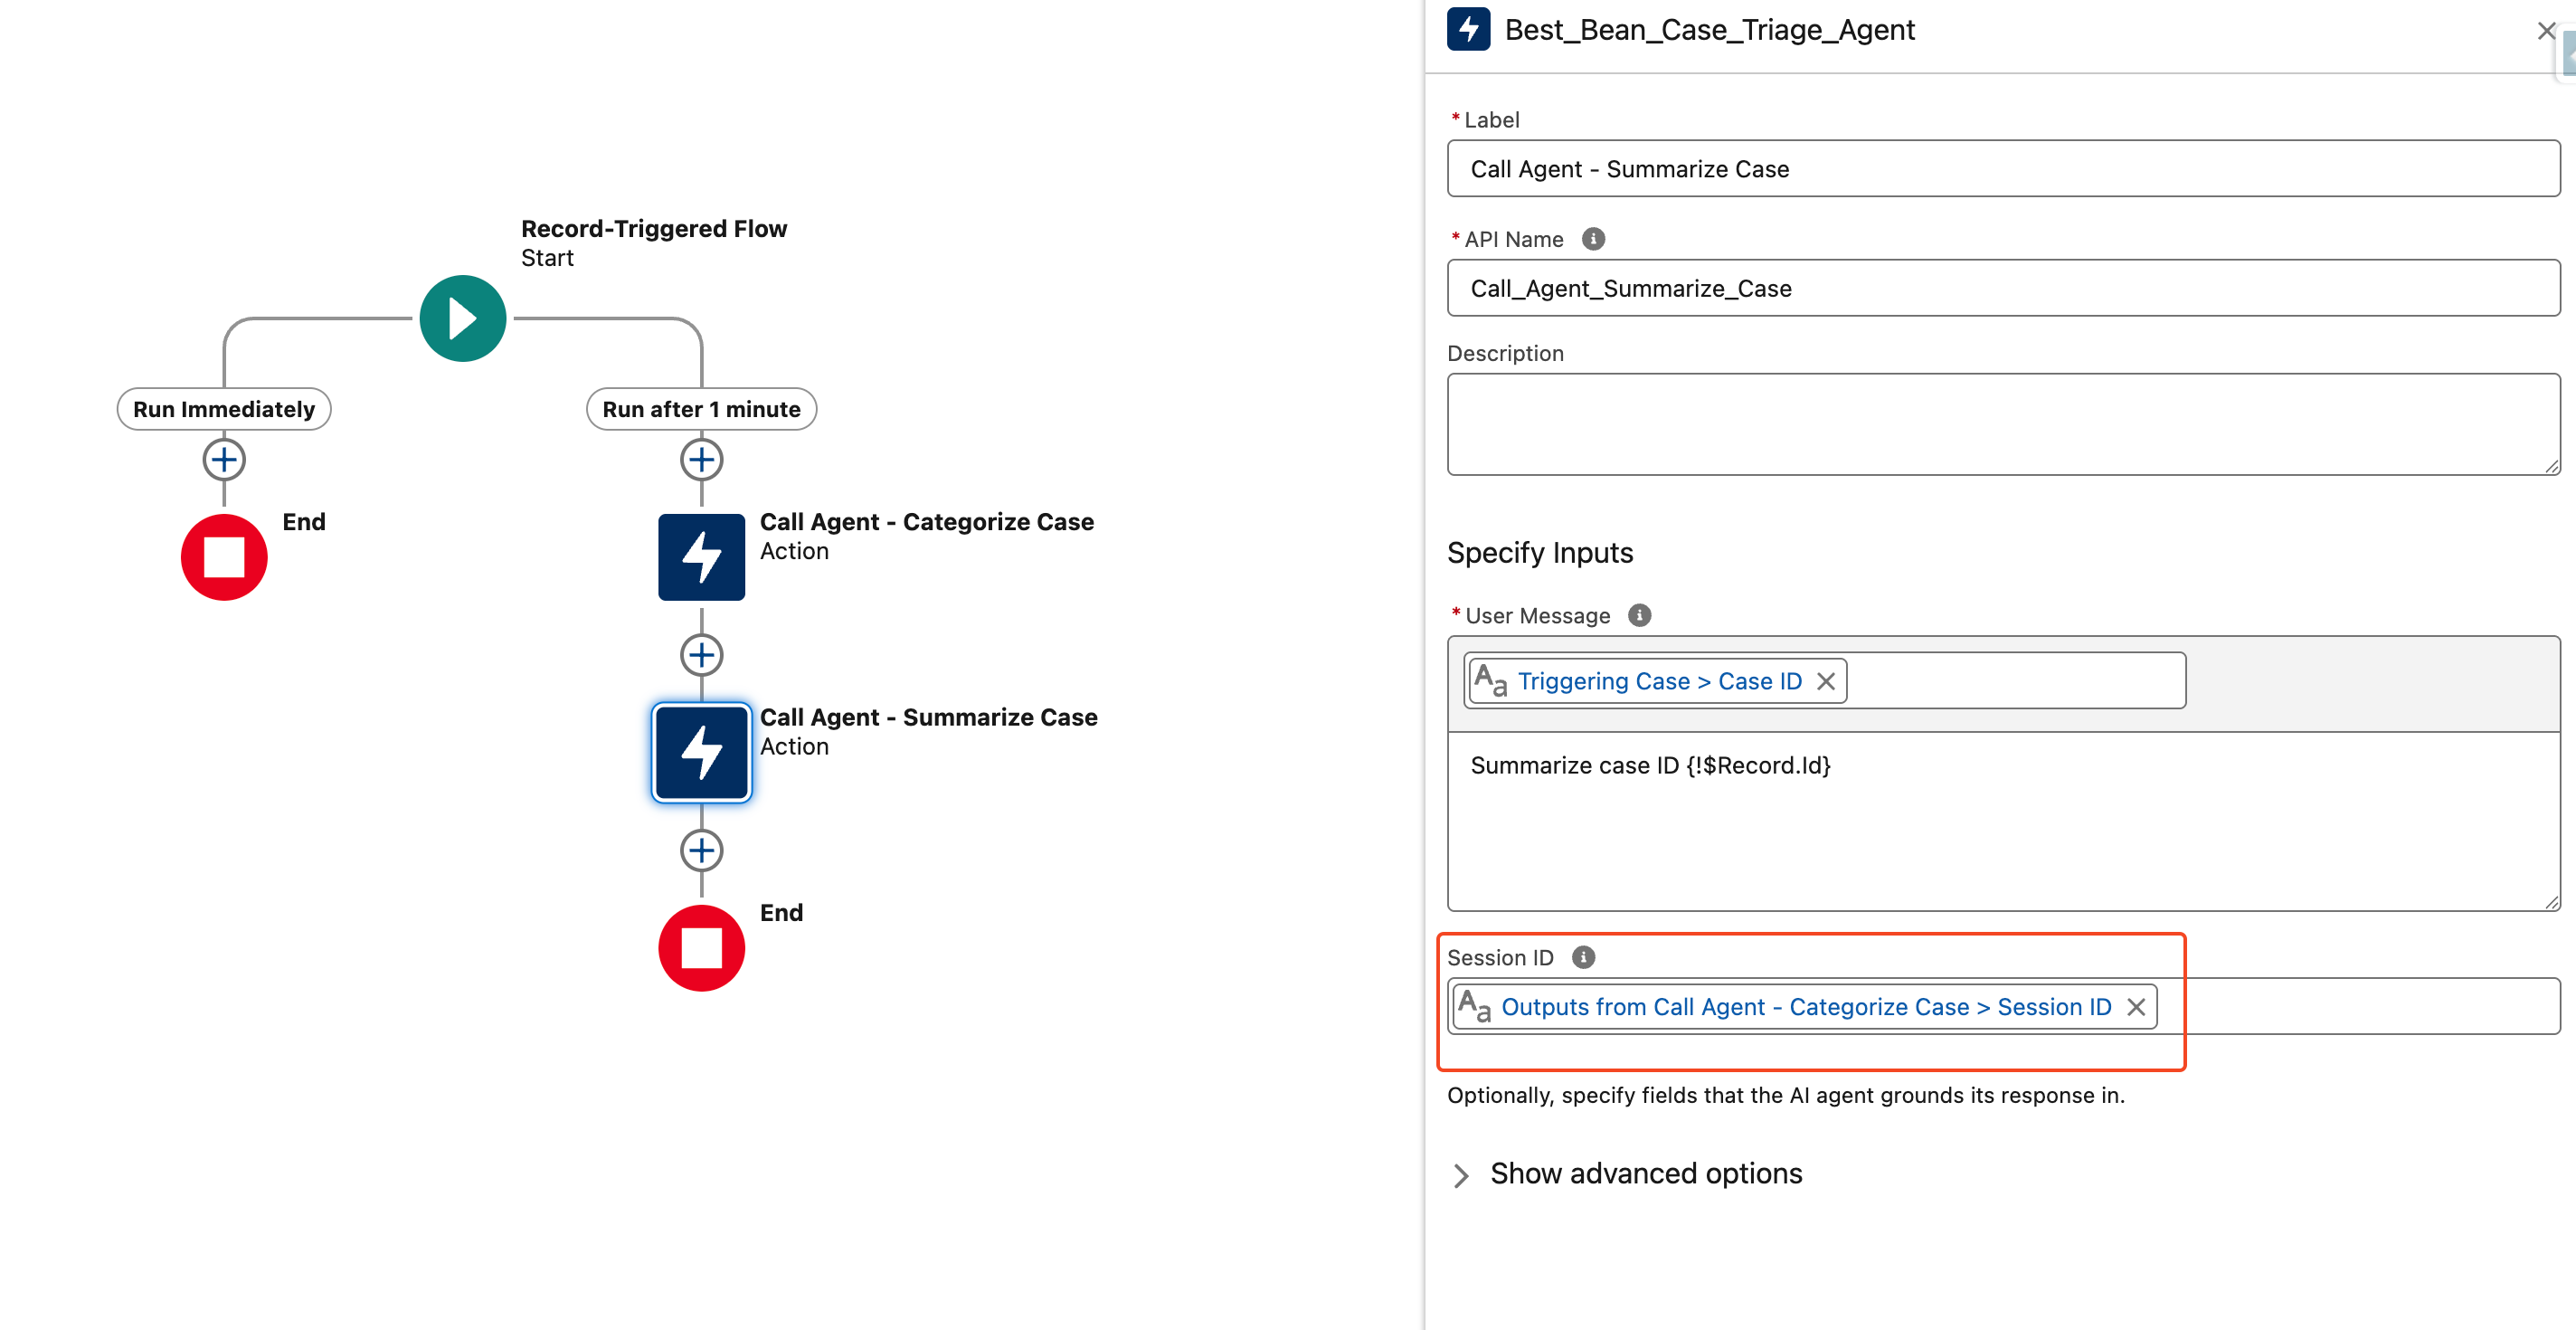 Record-Triggered Flow
Start
Run Immediately
Run after 1 minute
End
Call Agent - Categorize Case
Action
Call Agent - Summarize Case
Action
End
Best_Bean_Case_Triage_Agent
* Label
Call Agent - Summarize Case
* API Name
Call_Agent_Summarize_Case
Description
Specify Inputs
* User Message
Aa Triggering Case > Case ID
Summarize case ID {!$Record.Id}
Session ID
Aa Outputs from Call Agent - Categorize Case > Session ID
Optionally, specify fields that the AI agent grounds its response in.
Show advanced options